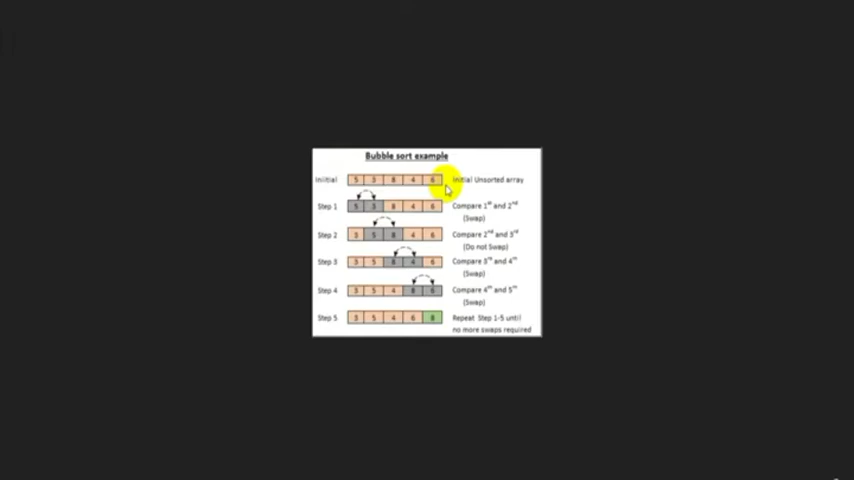 Bubble sort example
Initial 5 3 8 4 6 Initial Unsorted array
Step 1 5 3 8 4 6 Compare 1st and 2nd
(Swap)
Step 2 3 5 8 4 6 Compare 2nd and 3rd
(Do not Swap)
Step 3 3 5 8 4 6 Compare 3rd and 4th
(Swap)
Step 4 3 5 4 8 6 Compare 4th and 5th
(Swap)
Step 5 3 5 4 6 8 Repeat Step 1-5 until
no more swaps required